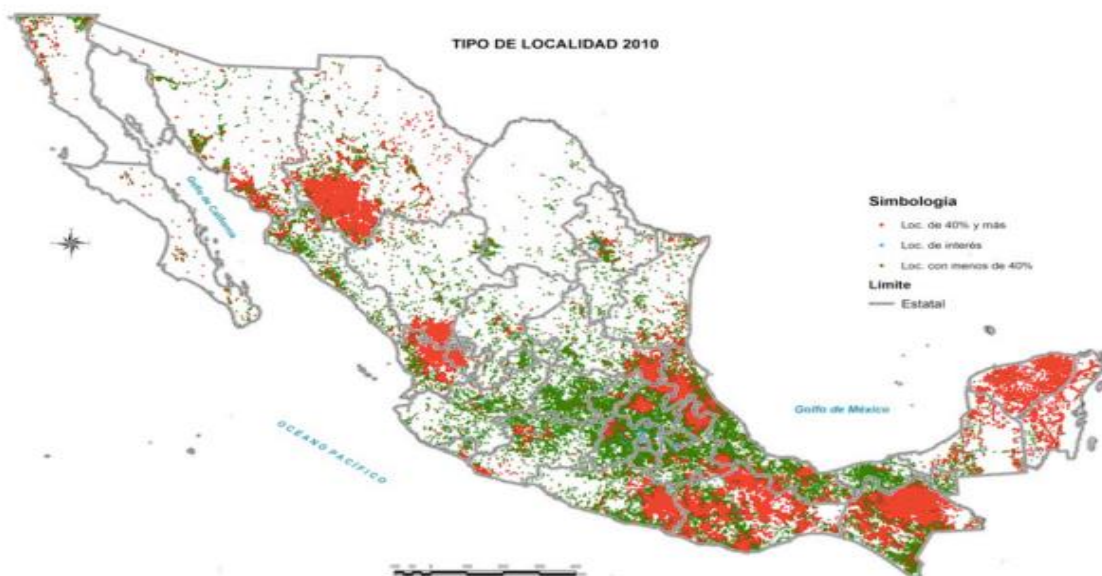 TIPO DE LOCALIDAD 2010
Golfo de California
Simbología
Loc. de 40% y más
Loc. de interés
Loc. con menos de 40%
Límite
Estatal
Golfo de México
OCEANO PACÍFICO